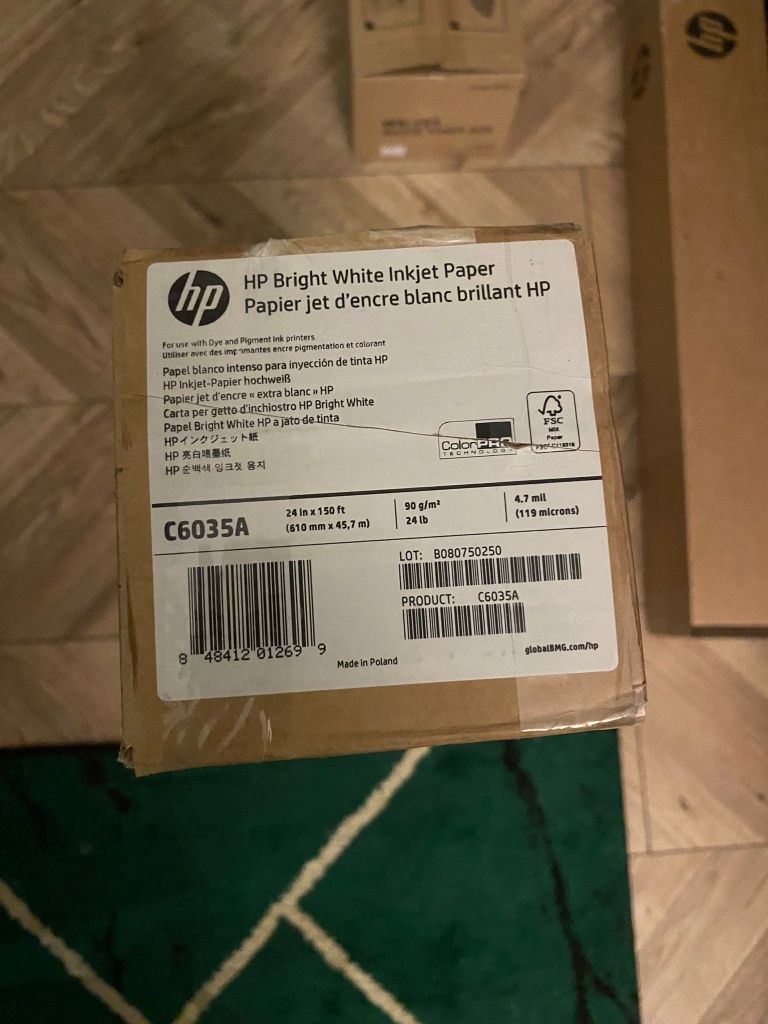 hp
hp
HP Bright White Inkjet Paper
Papier jet d'encre blanc brillant HP
For use with Dye and Pigment ink printers
Utiliser avec des imprimantes encre pigmentation et colorant
Papel blanco intenso para inyección de tinta HP
HP Inkjet-Papier hochweiß
Papier jet d'encre « extra blanc » HP
Carta per getto d'inchiostro HP Bright White
Papel Bright White HP a jato de tinta
HPインクジェット紙
HP 亮白噴墨紙
HP 순백색 잉크젯 용지
ColorPRO
TECHNOLOGY
FSC
MIX
Paper
C6035A
24 in x 150 ft
(610 mm x 45,7 m)
90 g/m²
24 lb
4.7 mil
(119 microns)
LOT: B080750250
PRODUCT: C6035A
8 48412 01269 9
Made in Poland
globalBMG.com/hp